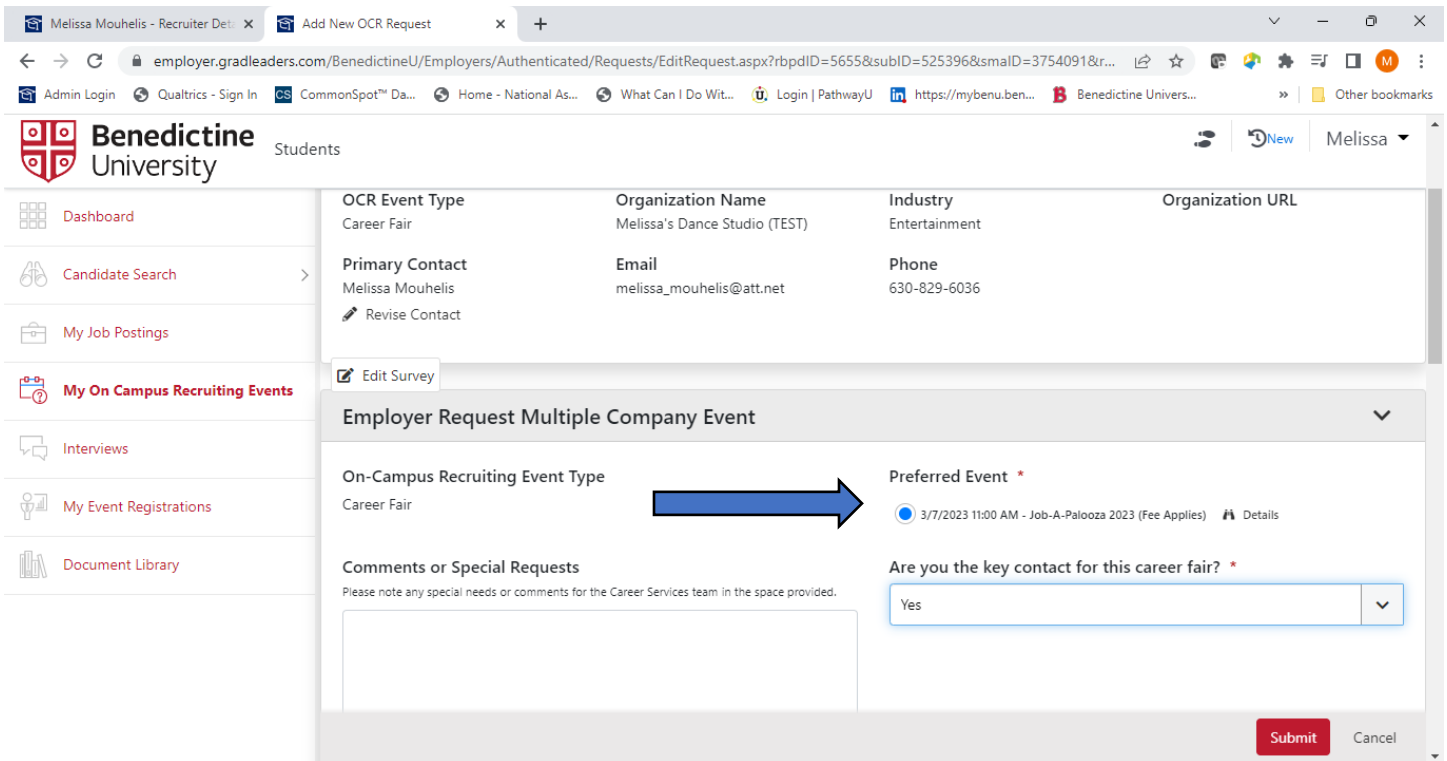 Melissa Mouhelis - Recruiter Deta
Add New OCR Request
employer.gradleaders.com/BenedictineU/Employers/Authenticated/Requests/EditRequest.aspx?rbpdID=5655&subID=525396&smaID=3754091&r...
M
Admin Login
Qualtrics - Sign In
CS CommonSpot™ Da...
Home - National As...
What Can I Do Wit...
Login | PathwayU
https://mybenu.ben...
Benedictine Univers...
»
Other bookmarks
Benedictine
University
Students
New
Melissa
Dashboard
Candidate Search
My Job Postings
My On Campus Recruiting Events
Interviews
My Event Registrations
Document Library
OCR Event Type
Career Fair
Organization Name
Melissa's Dance Studio (TEST)
Industry
Entertainment
Organization URL
Primary Contact
Melissa Mouhelis
Revise Contact
Email
melissa_mouhelis@att.net
Phone
630-829-6036
Edit Survey
Employer Request Multiple Company Event
On-Campus Recruiting Event Type
Career Fair
Preferred Event *
3/7/2023 11:00 AM - Job-A-Palooza 2023 (Fee Applies) Details
Comments or Special Requests
Please note any special needs or comments for the Career Services team in the space provided.
Are you the key contact for this career fair? *
Yes
Submit
Cancel